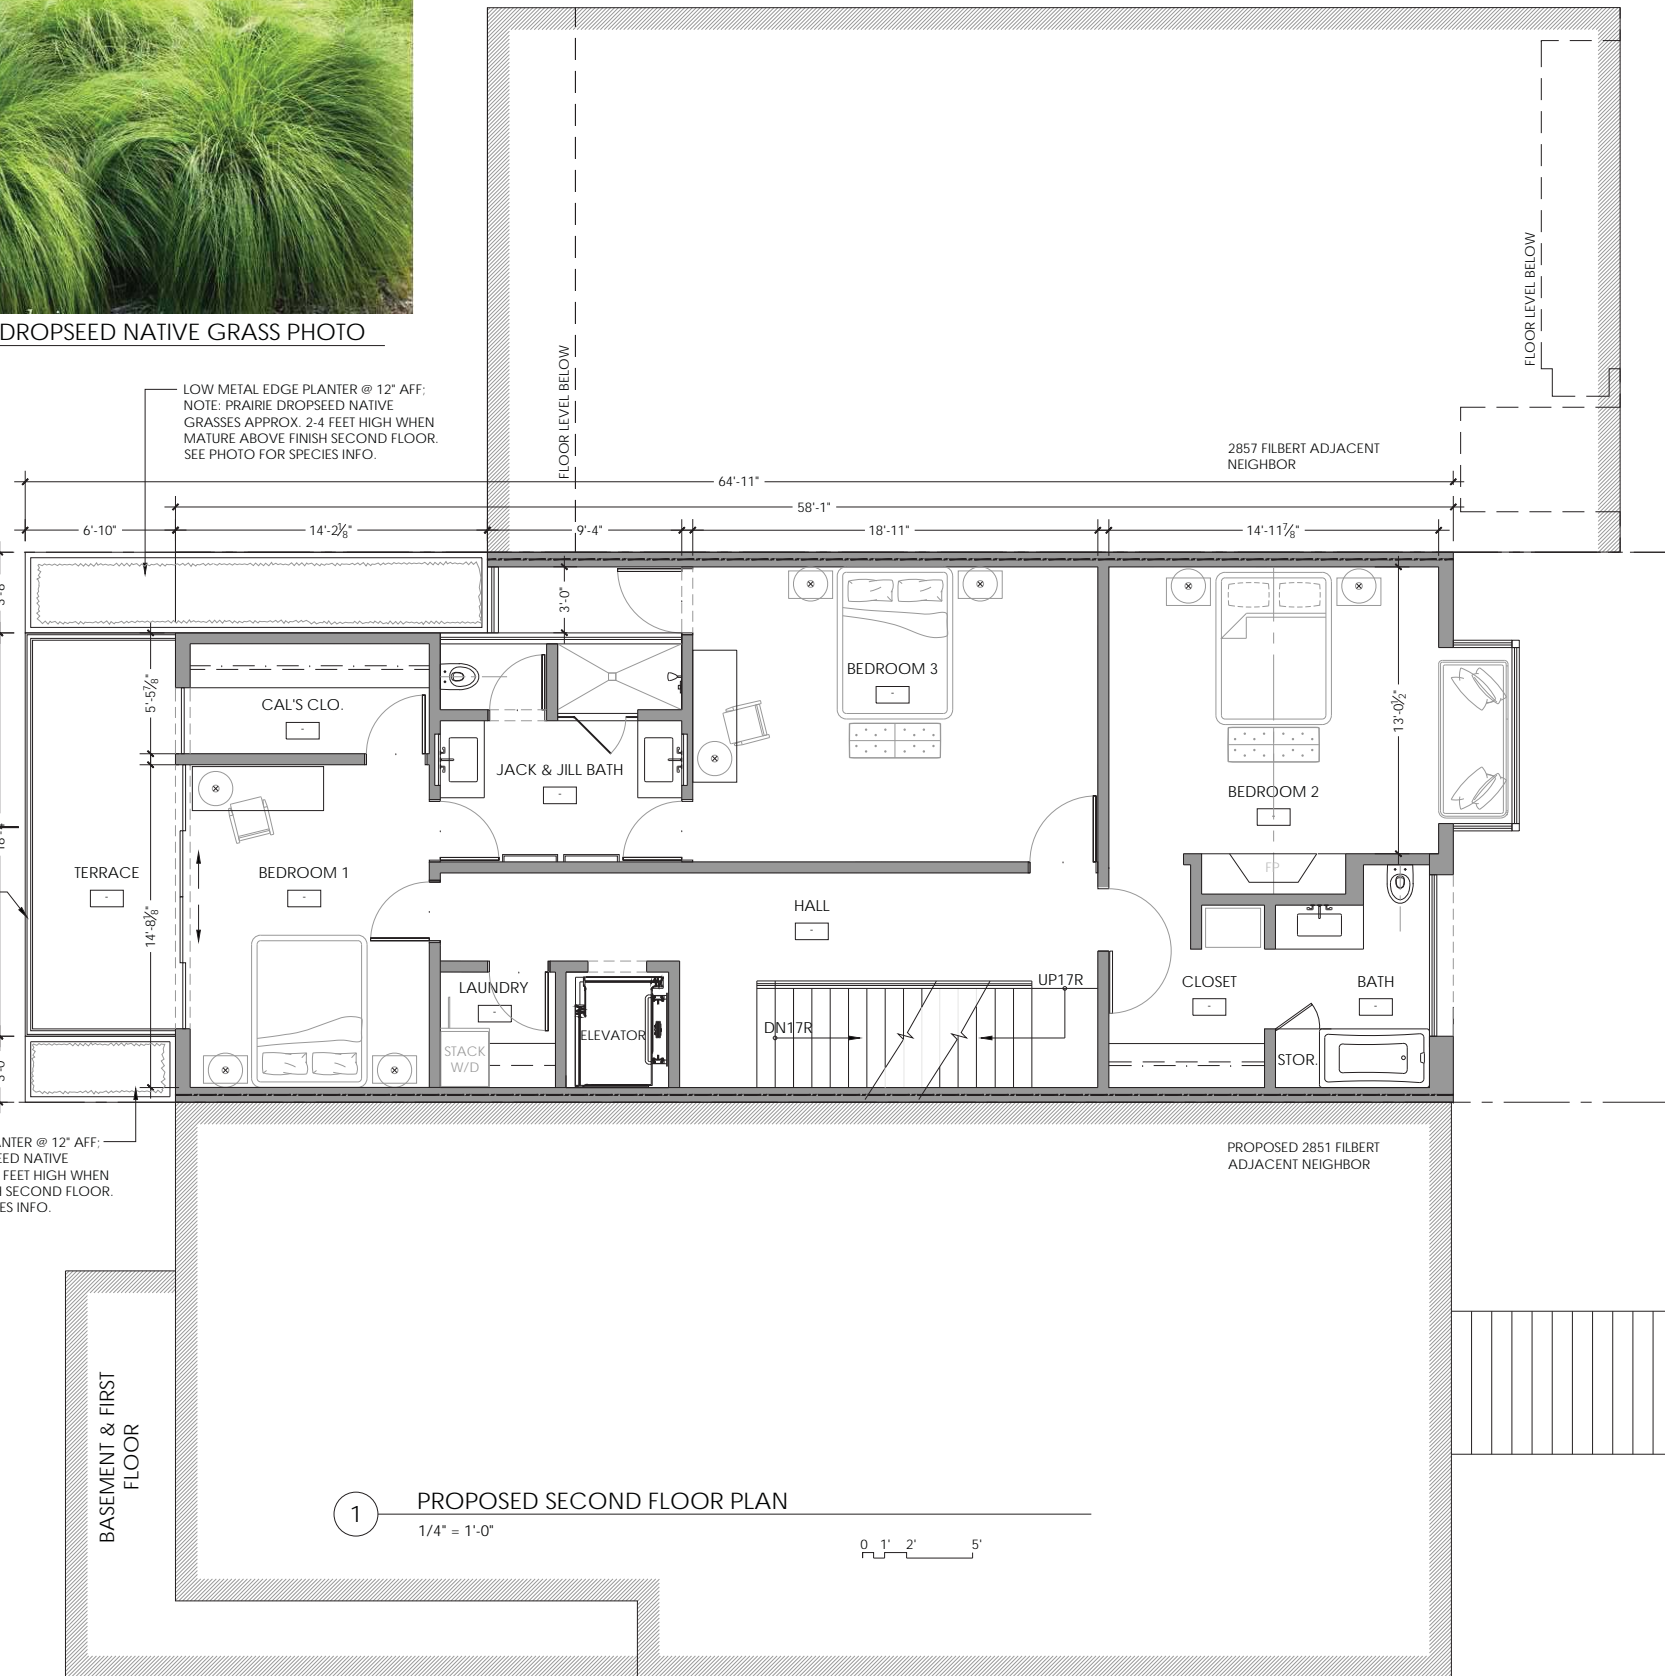 DROPSEED NATIVE GRASS PHOTO
LOW METAL EDGE PLANTER @ 12" AFF;
NOTE: PRAIRIE DROPSEED NATIVE
GRASSES APPROX. 2-4 FEET HIGH WHEN
MATURE ABOVE FINISH SECOND FLOOR.
SEE PHOTO FOR SPECIES INFO.
FLOOR LEVEL BELOW
FLOOR LEVEL BELOW
2857 FILBERT ADJACENT
NEIGHBOR
64'-11"
58'-1"
6'-10"
14'-2⅛"
9'-4"
18'-11"
14'-11⅞"
3'-0"
5'-5⅞"
13'-0½"
14'-8⅛"
3'-0"
CAL'S CLO.
BEDROOM 3
JACK & JILL BATH
BEDROOM 2
TERRACE
BEDROOM 1
FP
HALL
LAUNDRY
UP17R
CLOSET
BATH
DN17R
ELEVATOR
STACK
W/D
STOR.
NTER @ 12" AFF;
ED NATIVE
FEET HIGH WHEN
SECOND FLOOR.
ES INFO.
PROPOSED 2851 FILBERT
ADJACENT NEIGHBOR
BASEMENT & FIRST
FLOOR
1
PROPOSED SECOND FLOOR PLAN
1/4" = 1'-0"
0 1' 2' 5'